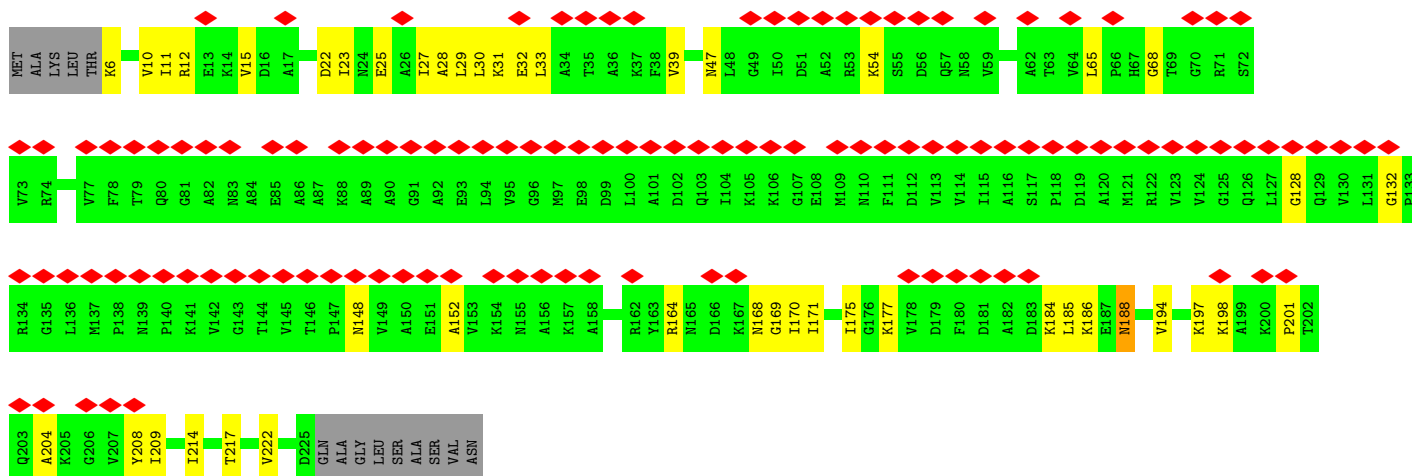 MET ALA LYS LEU THR K6 V10 I11 R12 E13 K14 V15 D16 A17 D22 I23 N24 E25 A26 I27 A28 L29 L30 K31 E32 L33 A34 T35 A36 K37 F38 V39 N47 L48 G49 I50 D51 A52 R53 K54 S55 D56 Q57 N58 V59 A62 T63 V64 L65 P66 H67 G68 T69 G70 R71 S72
V73 R74 V77 F78 T79 Q80 G81 A82 N83 A84 E85 A86 A87 K88 A89 A90 G91 A92 E93 L94 V95 G96 M97 E98 D99 L100 A101 D102 Q103 I104 K105 K106 G107 E108 M109 N110 F111 D112 V113 V114 I115 A116 S117 P118 D119 A120 M121 R122 V123 V124 G125 Q126 L127 G128 Q129 V130 L131 G132 P133
R134 G135 L136 M137 P138 N139 P140 K141 V142 G143 T144 V145 T146 P147 N148 V149 A150 E151 A152 V153 K154 N155 A156 K157 A158 R162 Y163 R164 N165 D166 K167 N168 G169 I170 I171 I175 G176 K177 V178 D179 F180 D181 A182 D183 K184 L185 K186 E187 N188 V194 K197 K198 A199 K200 P201 T202
Q203 A204 K205 G206 V207 Y208 I209 I214 T217 V222 D225 GLN ALA GLY LEU SER ALA SER VAL ASN